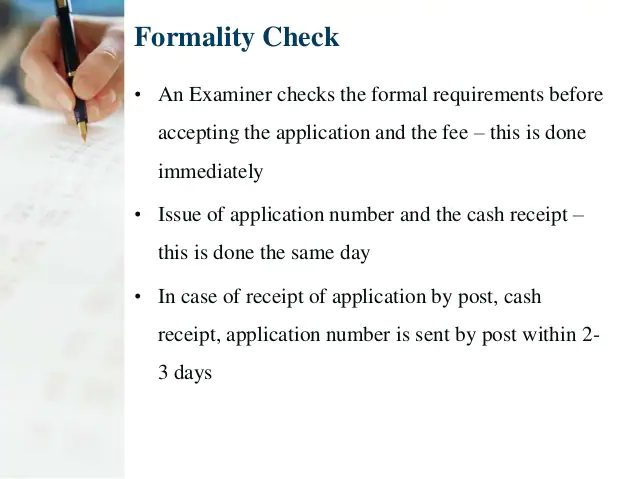 Formality Check
• An Examiner checks the formal requirements before
accepting the application and the fee – this is done
immediately
• Issue of application number and the cash receipt –
this is done the same day
• In case of receipt of application by post, cash
receipt, application number is sent by post within 2-
3 days